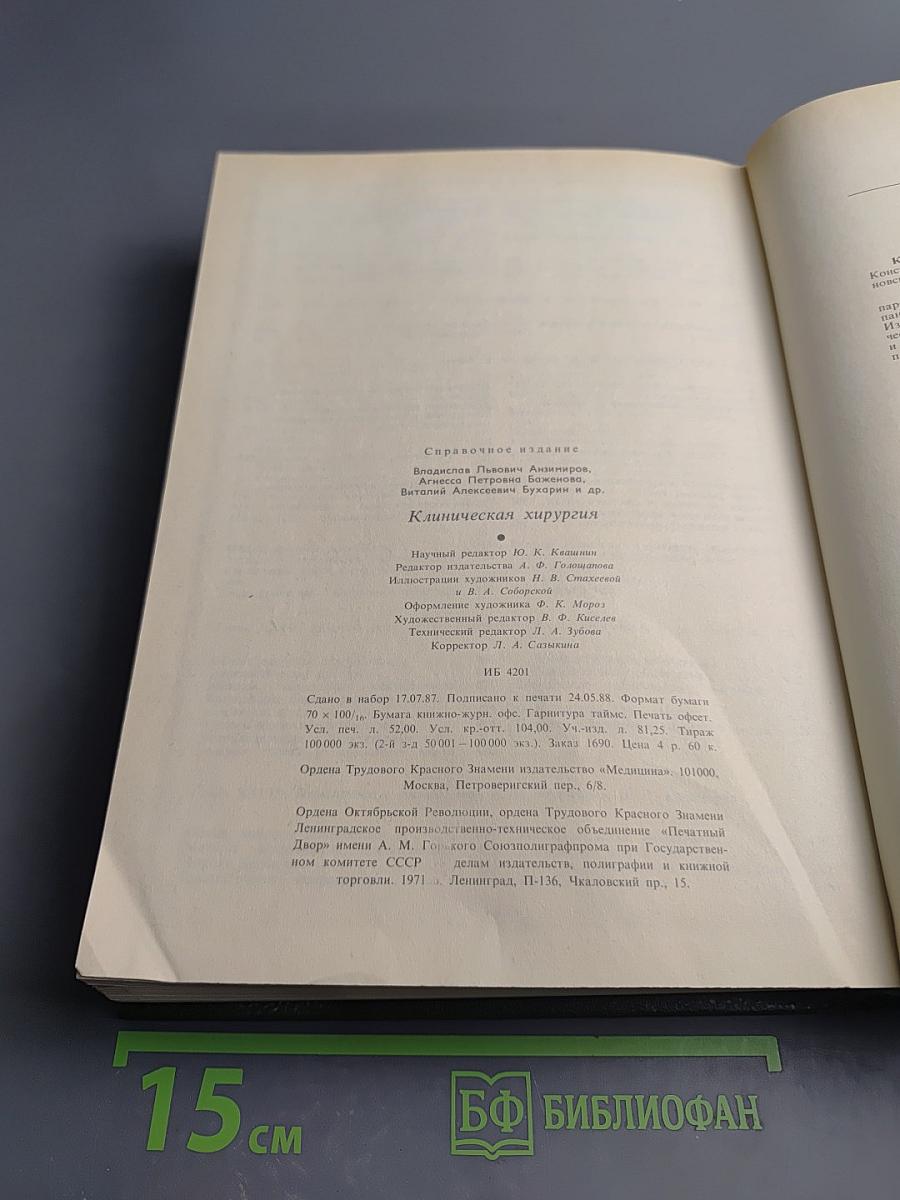 Справочное издание
Владислав Львович Анзимиров,
Агнесса Петровна Баженова,
Виталий Алексеевич Бухарин и др.
Клиническая хирургия
Научный редактор Ю. К. Квашнин
Редактор издательства А. Ф. Голощапова
Иллюстрации художников Н. В. Стахеевой
и В. А. Соборской
Оформление художника Ф. К. Мороз
Художественный редактор В. Ф. Киселев
Технический редактор Л. А. Зубова
Корректор Л. А. Сазыкина
ИБ 4201
Сдано в набор 17.07.87. Подписано к печати 24.05.88. Формат бумаги
70 × 100/16. Бумага книжно-журн. офс. Гарнитура таймс. Печать офсет.
Усл. печ. л. 52,00. Усл. кр.-отт. 104,00. Уч.-изд. л. 81,25. Тираж
100 000 экз. (2-й з-д 50 001 — 100 000 экз.). Заказ 1690. Цена 4 р. 60 к.
Ордена Трудового Красного Знамени издательство «Медицина». 101000,
Москва, Петроверигский пер., 6/8.
Ордена Октябрьской Революции, ордена Трудового Красного Знамени
Ленинградское производственно-техническое объединение «Печатный
Двор» имени А. М. Горького Союзполиграфпрома при Государствен-
ном комитете СССР делам издательств, полиграфии и книжной
торговли. 1971 Ленинград, П-136, Чкаловский пр., 15.
К
Конс
новс
пар
пан
Из
че
и
п
15 см
БФ БИБЛИОФАН